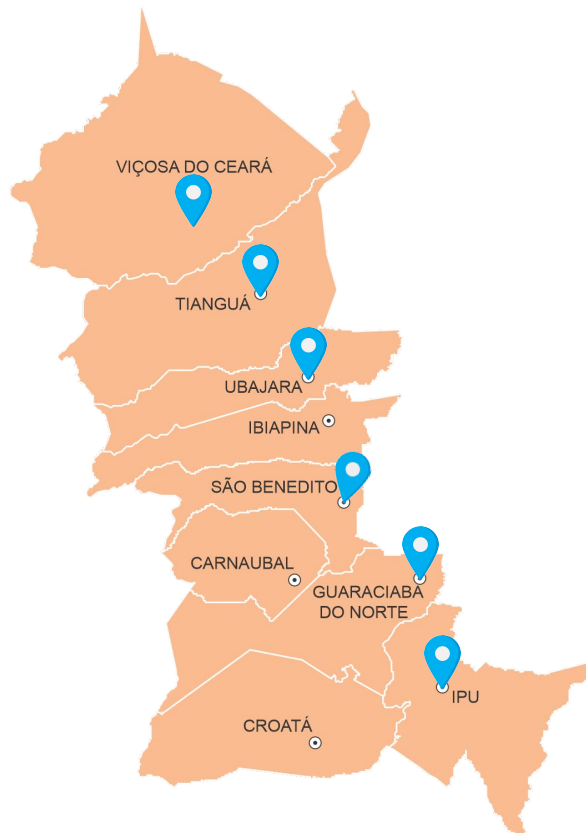 VIÇOSA DO CEARÁ
TIANGUÁ
UBAJARA
IBIAPINA
SÃO BENEDITO
CARNAUBAL
GUARACIABA
DO NORTE
IPU
CROATÁ